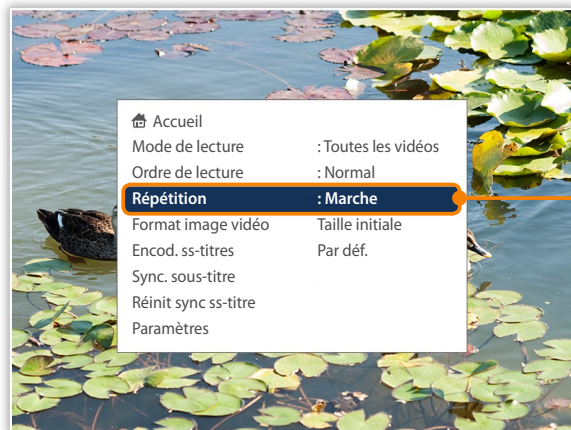 Accueil
Mode de lecture : Toutes les vidéos
Ordre de lecture : Normal
Répétition : Marche
Format image vidéo Taille initiale
Encod. ss-titres Par déf.
Sync. sous-titre
Réinit sync ss-titre
Paramètres